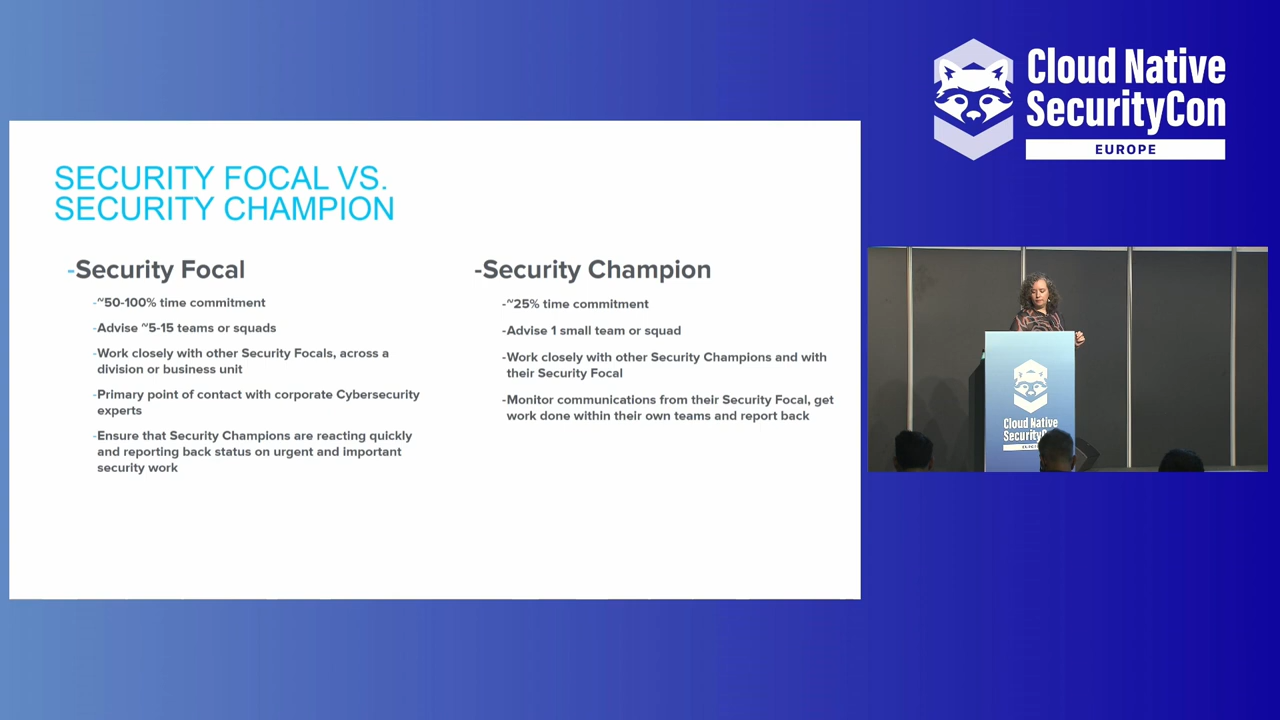 Cloud Native
SecurityCon
EUROPE
SECURITY FOCAL VS.
SECURITY CHAMPION
-Security Focal
-~50-100% time commitment
-Advise ~5-15 teams or squads
-Work closely with other Security Focals, across a
division or business unit
-Primary point of contact with corporate Cybersecurity
experts
-Ensure that Security Champions are reacting quickly
and reporting back status on urgent and important
security work
-Security Champion
-~25% time commitment
-Advise 1 small team or squad
-Work closely with other Security Champions and with
their Security Focal
-Monitor communications from their Security Focal, get
work done within their own teams and report back
Cloud Native
SecurityCon